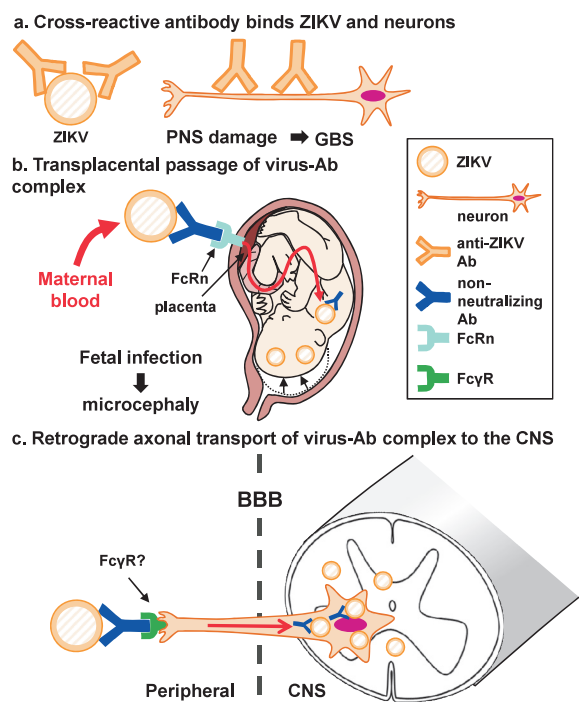 a. Cross-reactive antibody binds ZIKV and neurons
ZIKV
PNS damage ➡ GBS
b. Transplacental passage of virus-Ab
complex
Maternal
blood
FcRn
placenta
Fetal infection
microcephaly
ZIKV
neuron
anti-ZIKV
Ab
non-
neutralizing
Ab
FcRn
FcγR
c. Retrograde axonal transport of virus-Ab complex to the CNS
BBB
FcγR?
Peripheral
CNS